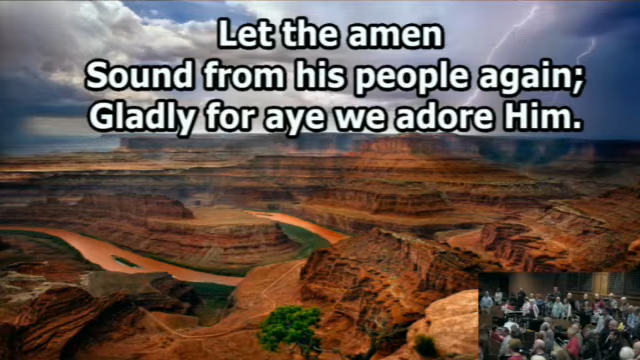 Let the amen
Sound from his people again;
Gladly for aye we adore Him.